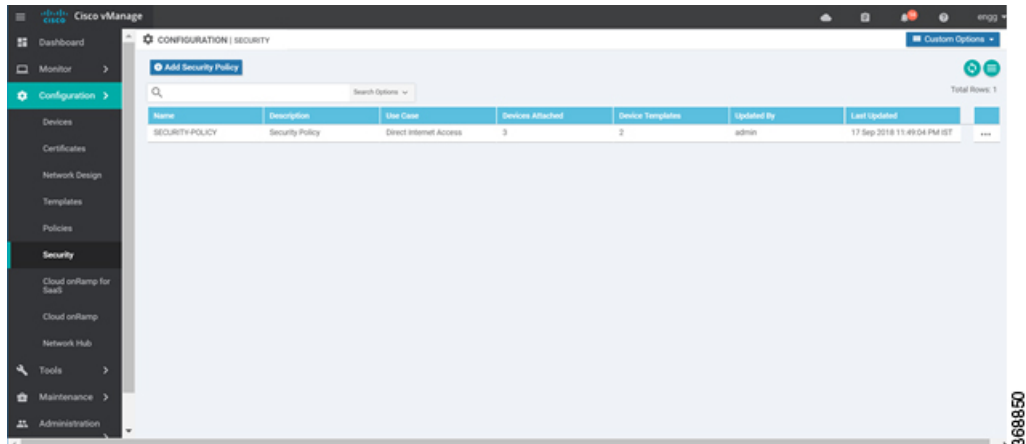 cisco Cisco vManage
engg
Dashboard
Monitor
Configuration
Devices
Certificates
Network Design
Templates
Policies
Security
Cloud onRamp for
SaaS
Cloud onRamp
Network Hub
Tools
Maintenance
Administration
CONFIGURATION | SECURITY
Custom Options
Add Security Policy
Search Options
Total Rows: 1
Name Description Use Case Devices Attached Device Templates Updated By Last Updated
SECURITY-POLICY Security Policy Direct Internet Access 3 2 admin 17 Sep 2018 11:49:04 PM IST
368850